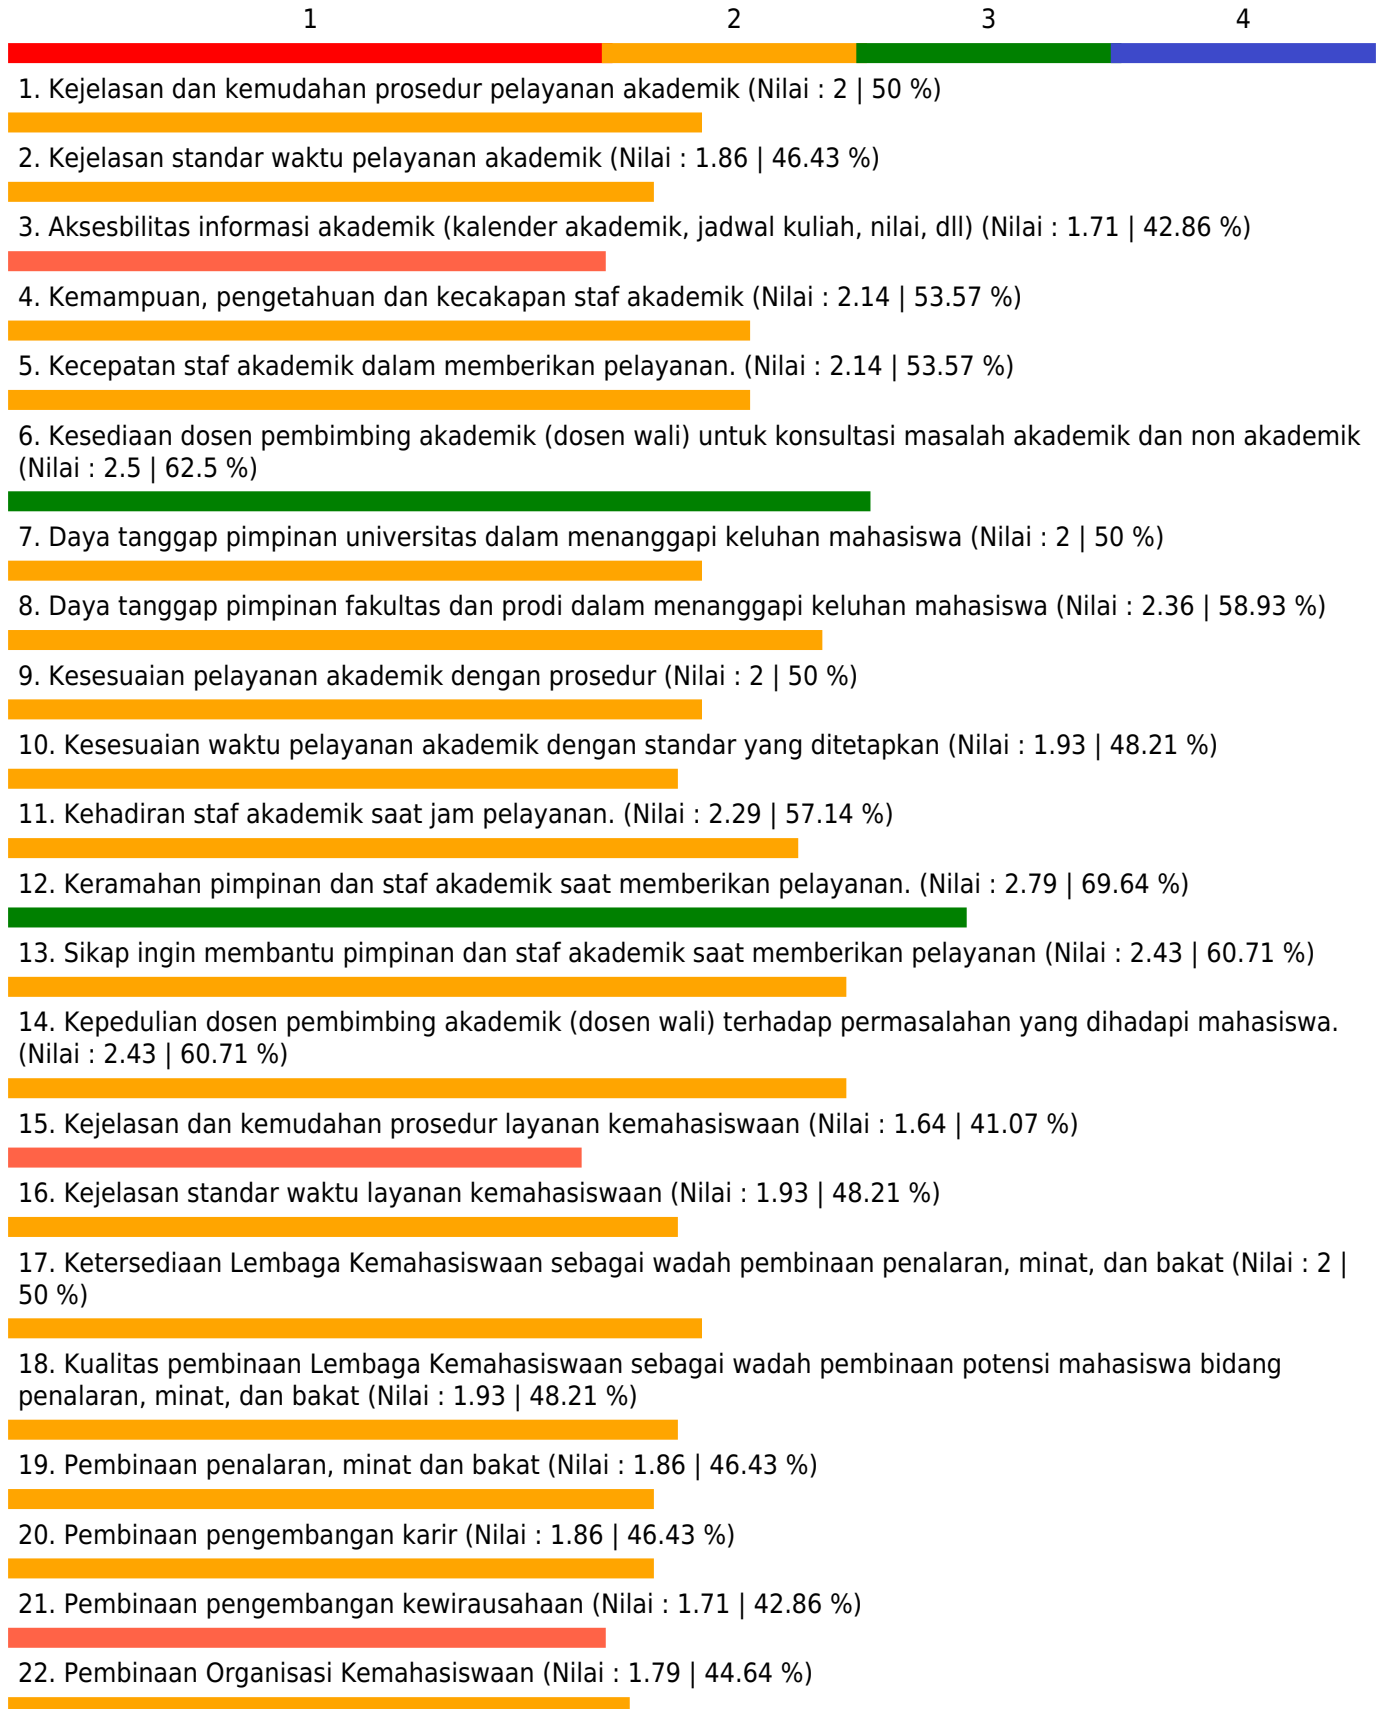 1 2 3 4
1. Kejelasan dan kemudahan prosedur pelayanan akademik (Nilai : 2 | 50 %)
2. Kejelasan standar waktu pelayanan akademik (Nilai : 1.86 | 46.43 %)
3. Aksesbilitas informasi akademik (kalender akademik, jadwal kuliah, nilai, dll) (Nilai : 1.71 | 42.86 %)
4. Kemampuan, pengetahuan dan kecakapan staf akademik (Nilai : 2.14 | 53.57 %)
5. Kecepatan staf akademik dalam memberikan pelayanan. (Nilai : 2.14 | 53.57 %)
6. Kesediaan dosen pembimbing akademik (dosen wali) untuk konsultasi masalah akademik dan non akademik
(Nilai : 2.5 | 62.5 %)
7. Daya tanggap pimpinan universitas dalam menanggapi keluhan mahasiswa (Nilai : 2 | 50 %)
8. Daya tanggap pimpinan fakultas dan prodi dalam menanggapi keluhan mahasiswa (Nilai : 2.36 | 58.93 %)
9. Kesesuaian pelayanan akademik dengan prosedur (Nilai : 2 | 50 %)
10. Kesesuaian waktu pelayanan akademik dengan standar yang ditetapkan (Nilai : 1.93 | 48.21 %)
11. Kehadiran staf akademik saat jam pelayanan. (Nilai : 2.29 | 57.14 %)
12. Keramahan pimpinan dan staf akademik saat memberikan pelayanan. (Nilai : 2.79 | 69.64 %)
13. Sikap ingin membantu pimpinan dan staf akademik saat memberikan pelayanan (Nilai : 2.43 | 60.71 %)
14. Kepedulian dosen pembimbing akademik (dosen wali) terhadap permasalahan yang dihadapi mahasiswa.
(Nilai : 2.43 | 60.71 %)
15. Kejelasan dan kemudahan prosedur layanan kemahasiswaan (Nilai : 1.64 | 41.07 %)
16. Kejelasan standar waktu layanan kemahasiswaan (Nilai : 1.93 | 48.21 %)
17. Ketersediaan Lembaga Kemahasiswaan sebagai wadah pembinaan penalaran, minat, dan bakat (Nilai : 2 |
50 %)
18. Kualitas pembinaan Lembaga Kemahasiswaan sebagai wadah pembinaan potensi mahasiswa bidang
penalaran, minat, dan bakat (Nilai : 1.93 | 48.21 %)
19. Pembinaan penalaran, minat dan bakat (Nilai : 1.86 | 46.43 %)
20. Pembinaan pengembangan karir (Nilai : 1.86 | 46.43 %)
21. Pembinaan pengembangan kewirausahaan (Nilai : 1.71 | 42.86 %)
22. Pembinaan Organisasi Kemahasiswaan (Nilai : 1.79 | 44.64 %)